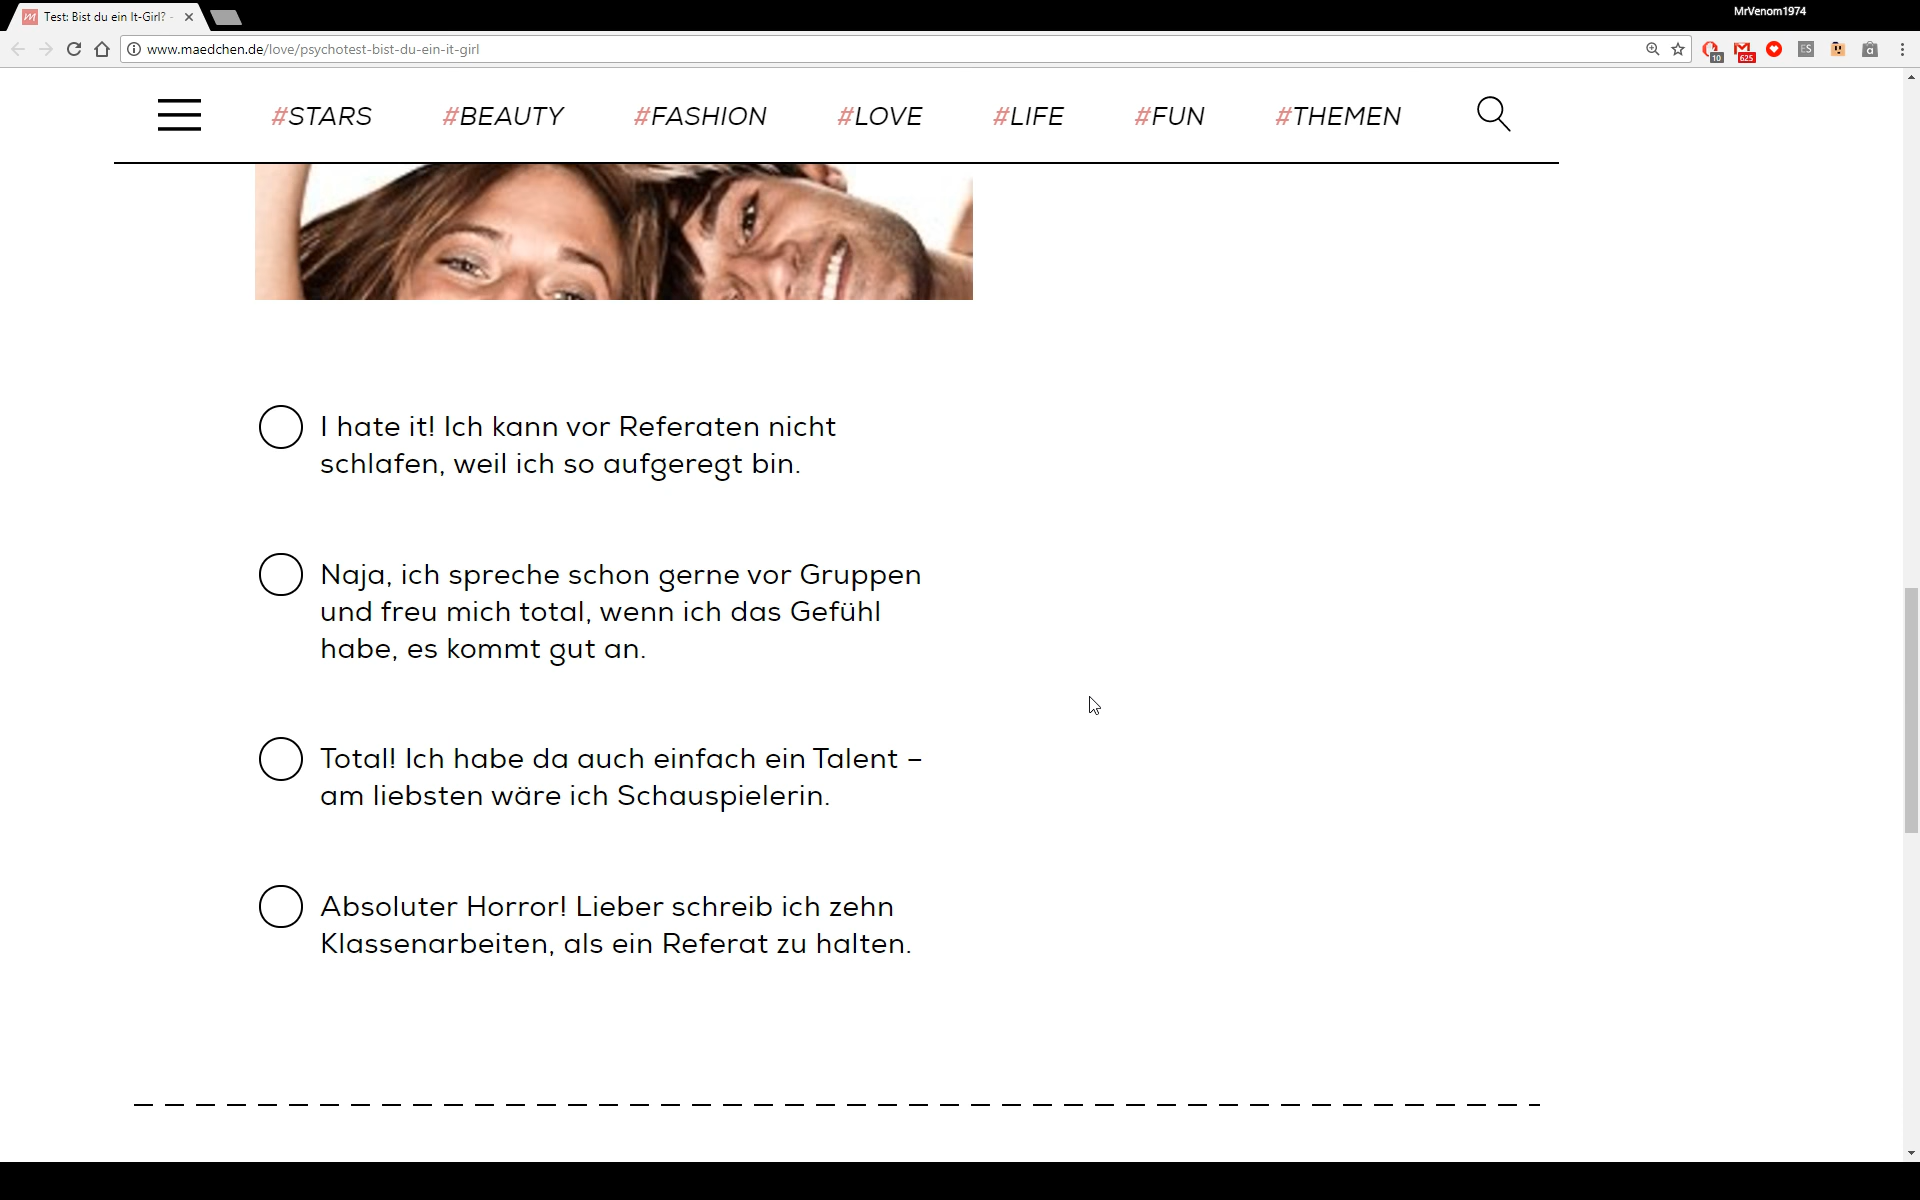 MrVenom1974
Test: Bist du ein It-Girl? -
www.maedchen.de/love/psychotest-bist-du-ein-it-girl
10
625
ES
#STARS #BEAUTY #FASHION #LOVE #LIFE #FUN #THEMEN
I hate it! Ich kann vor Referaten nicht
schlafen, weil ich so aufgeregt bin.
Naja, ich spreche schon gerne vor Gruppen
und freu mich total, wenn ich das Gefühl
habe, es kommt gut an.
Total! Ich habe da auch einfach ein Talent –
am liebsten wäre ich Schauspielerin.
Absoluter Horror! Lieber schreib ich zehn
Klassenarbeiten, als ein Referat zu halten.